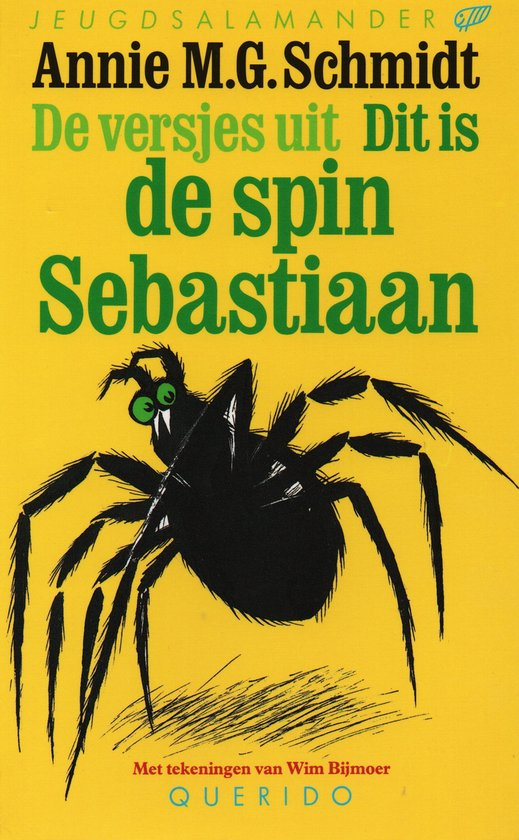 JEUGDSALAMANDER
Annie M.G. Schmidt
De versjes uit Dit is
de spin
Sebastiaan
Met tekeningen van Wim Bijmoer
QUERIDO